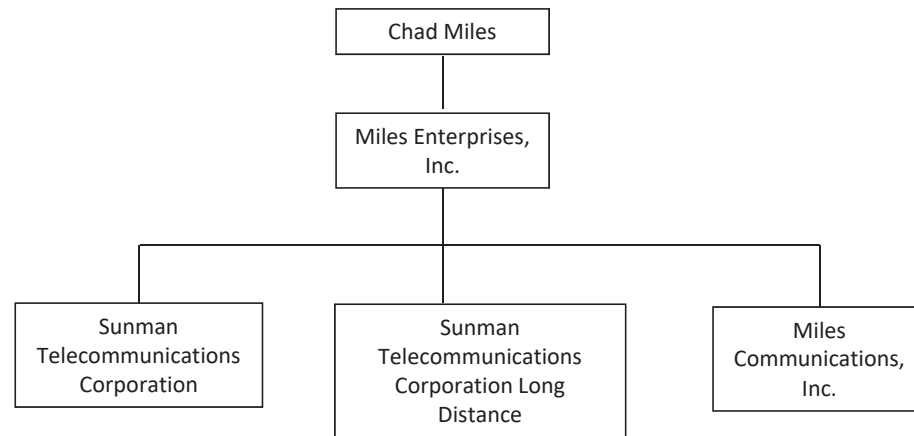 Chad Miles
Miles Enterprises,
Inc.
Sunman
Telecommunications
Corporation
Sunman
Telecommunications
Corporation Long
Distance
Miles
Communications,
Inc.